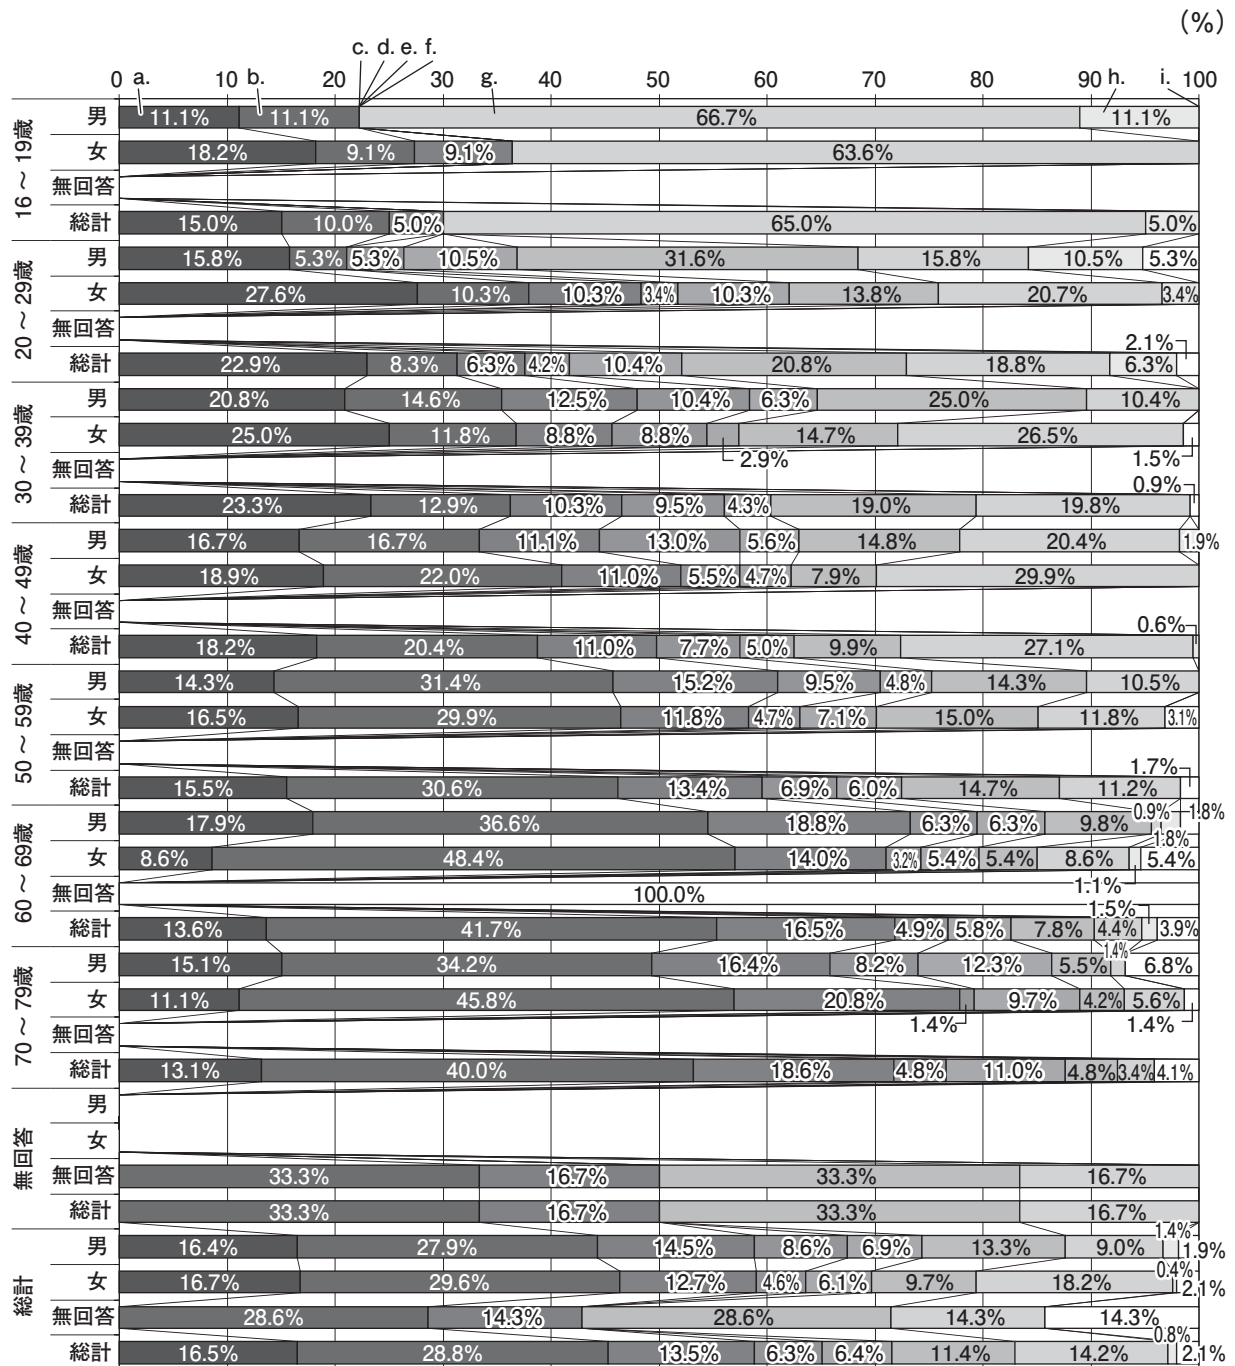 (%)
c. d. e. f.
0 a. 10 b. 20 30 g. 40 50 60 70 80 90 h. i. 100
16～19歳
男 11.1% 11.1% 66.7% 11.1%
女 18.2% 9.1% 9.1% 63.6%
無回答
総計 15.0% 10.0% 5.0% 65.0% 5.0%
20～29歳
男 15.8% 5.3% 5.3% 10.5% 31.6% 15.8% 10.5% 5.3%
女 27.6% 10.3% 10.3% 3.4% 10.3% 13.8% 20.7% 3.4%
無回答
2.1%
総計 22.9% 8.3% 6.3% 4.2% 10.4% 20.8% 18.8% 6.3%
30～39歳
男 20.8% 14.6% 12.5% 10.4% 6.3% 25.0% 10.4%
女 25.0% 11.8% 8.8% 8.8% 14.7% 26.5%
2.9% 1.5%
無回答
0.9%
総計 23.3% 12.9% 10.3% 9.5% 4.3% 19.0% 19.8%
40～49歳
男 16.7% 16.7% 11.1% 13.0% 5.6% 14.8% 20.4% 1.9%
女 18.9% 22.0% 11.0% 5.5% 4.7% 7.9% 29.9%
無回答
0.6%
総計 18.2% 20.4% 11.0% 7.7% 5.0% 9.9% 27.1%
50～59歳
男 14.3% 31.4% 15.2% 9.5% 4.8% 14.3% 10.5%
女 16.5% 29.9% 11.8% 4.7% 7.1% 15.0% 11.8% 3.1%
無回答
1.7%
総計 15.5% 30.6% 13.4% 6.9% 6.0% 14.7% 11.2%
60～69歳
0.9% 1.8%
男 17.9% 36.6% 18.8% 6.3% 6.3% 9.8%
1.8%
女 8.6% 48.4% 14.0% 3.2% 5.4% 5.4% 8.6% 5.4%
1.1%
無回答 100.0%
1.5%
総計 13.6% 41.7% 16.5% 4.9% 5.8% 7.8% 4.4% 3.9%
70～79歳
1.4%
男 15.1% 34.2% 16.4% 8.2% 12.3% 5.5% 6.8%
女 11.1% 45.8% 20.8% 9.7% 4.2% 5.6%
1.4% 1.4%
無回答
総計 13.1% 40.0% 18.6% 4.8% 11.0% 4.8% 3.4% 4.1%
無回答
男
女
無回答 33.3% 16.7% 33.3% 16.7%
総計 33.3% 16.7% 33.3% 16.7%
総計
1.4%
男 16.4% 27.9% 14.5% 8.6% 6.9% 13.3% 9.0% 1.9%
0.4%
女 16.7% 29.6% 12.7% 4.6% 6.1% 9.7% 18.2% 2.1%
無回答 28.6% 14.3% 28.6% 14.3% 14.3%
0.8%
総計 16.5% 28.8% 13.5% 6.3% 6.4% 11.4% 14.2% 2.1%